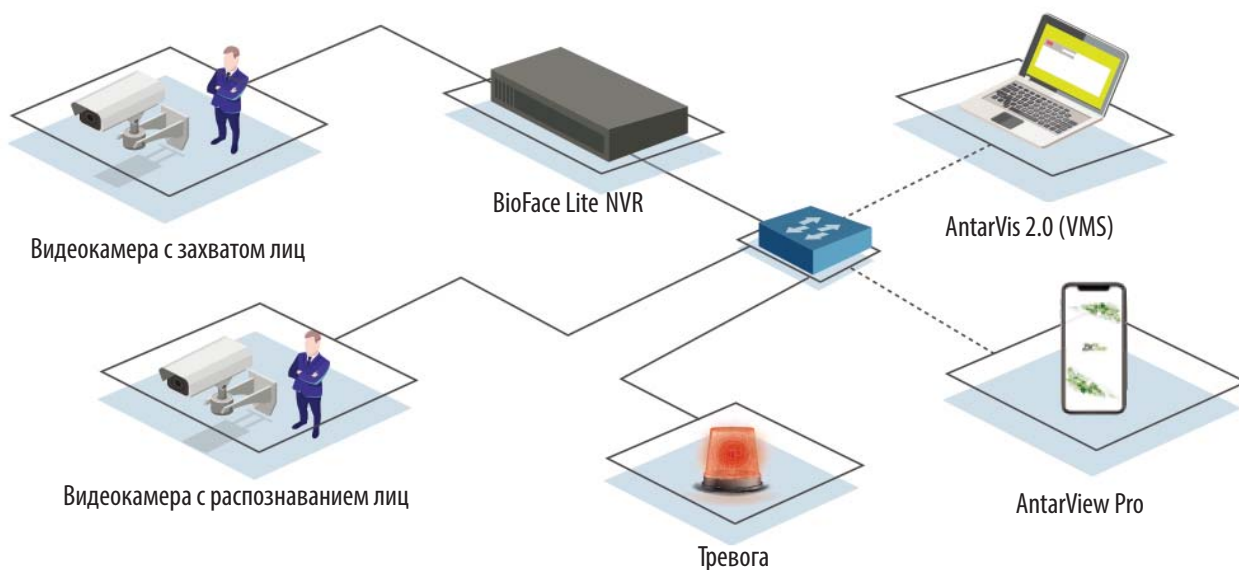 BioFace Lite NVR
AntarVis 2.0 (VMS)
Видеокамера с захватом лиц
Видеокамера с распознаванием лиц
AntarView Pro
Тревога